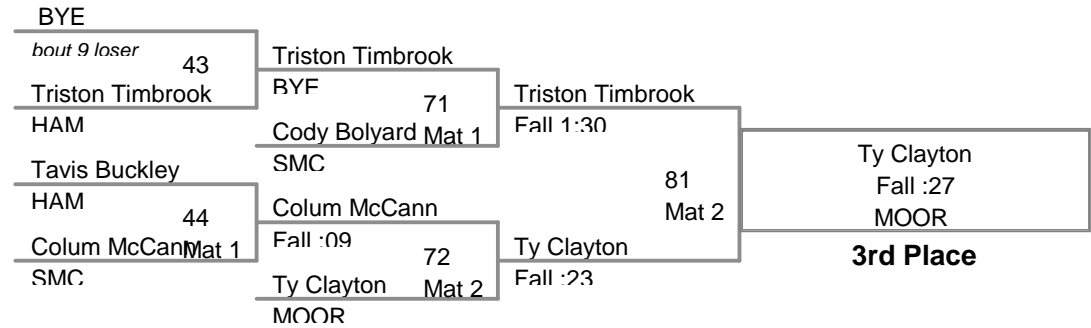 BYE
bout 9 loser
43
Triston Timbrook
HAM
Tavis Buckley
HAM
44
Colum McCann
Mat 1
SMC
Triston Timbrook
BYE
71
Cody Bolyard
Mat 1
SMC
Colum McCann
Fall :09
72
Ty Clayton
Mat 2
MOOR
Triston Timbrook
Fall 1:30
81
Mat 2
Ty Clayton
Fall :23
Ty Clayton
Fall :27
MOOR
3rd Place